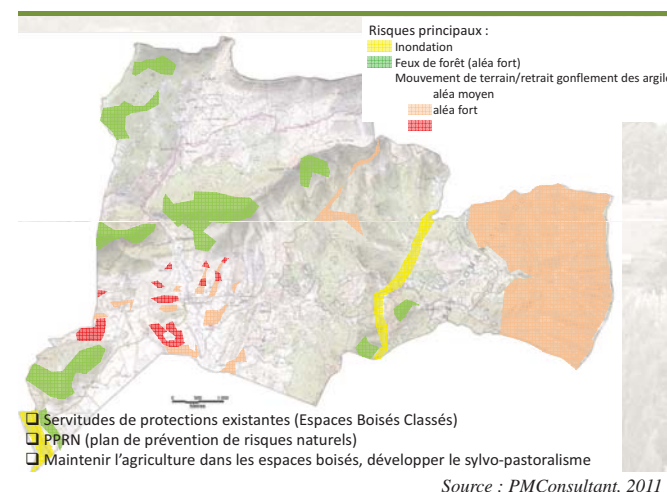 Risques principaux :
Inondation
Feux de forêt (aléa fort)
Mouvement de terrain/retrait gonflement des argile
aléa moyen
aléa fort
❑ Servitudes de protections existantes (Espaces Boisés Classés)
❑ PPRN (plan de prévention de risques naturels)
❑ Maintenir l'agriculture dans les espaces boisés, développer le sylvo-pastoralisme
Source : PMConsultant, 2011